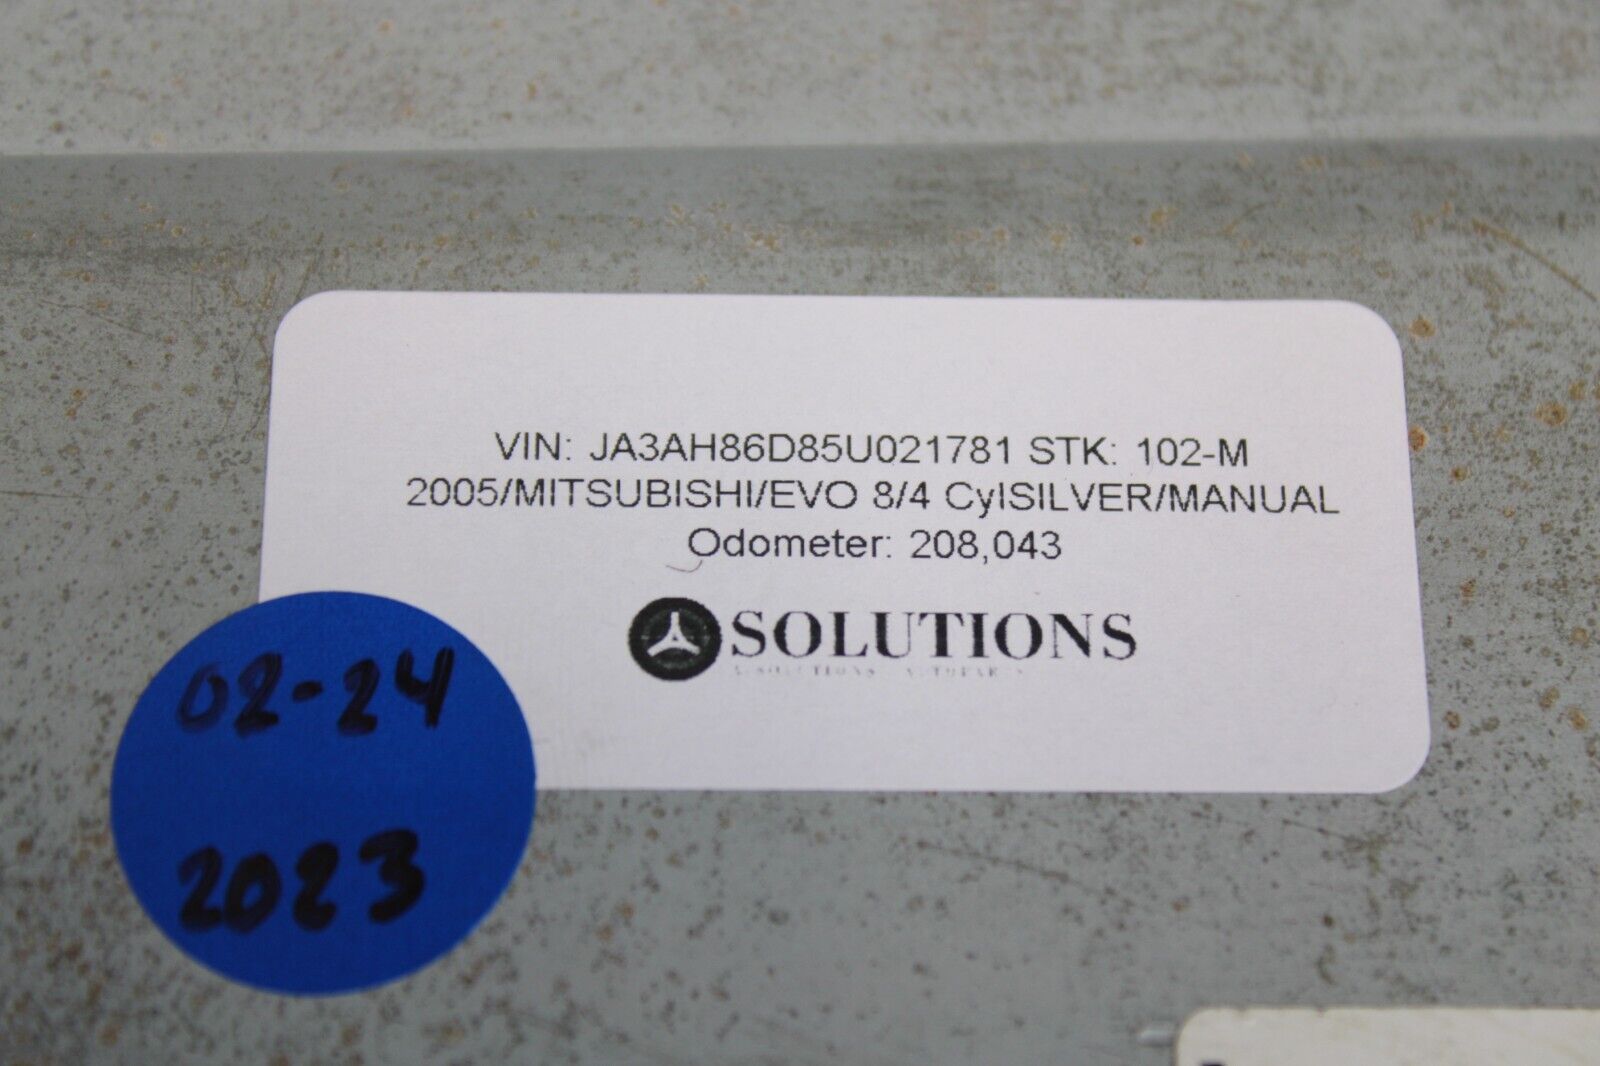 VIN: JA3AH86D85U021781 STK: 102-M
2005/MITSUBISHI/EVO 8/4 CylSILVER/MANUAL
Odometer: 208,043
SOLUTIONS
02-24
2023